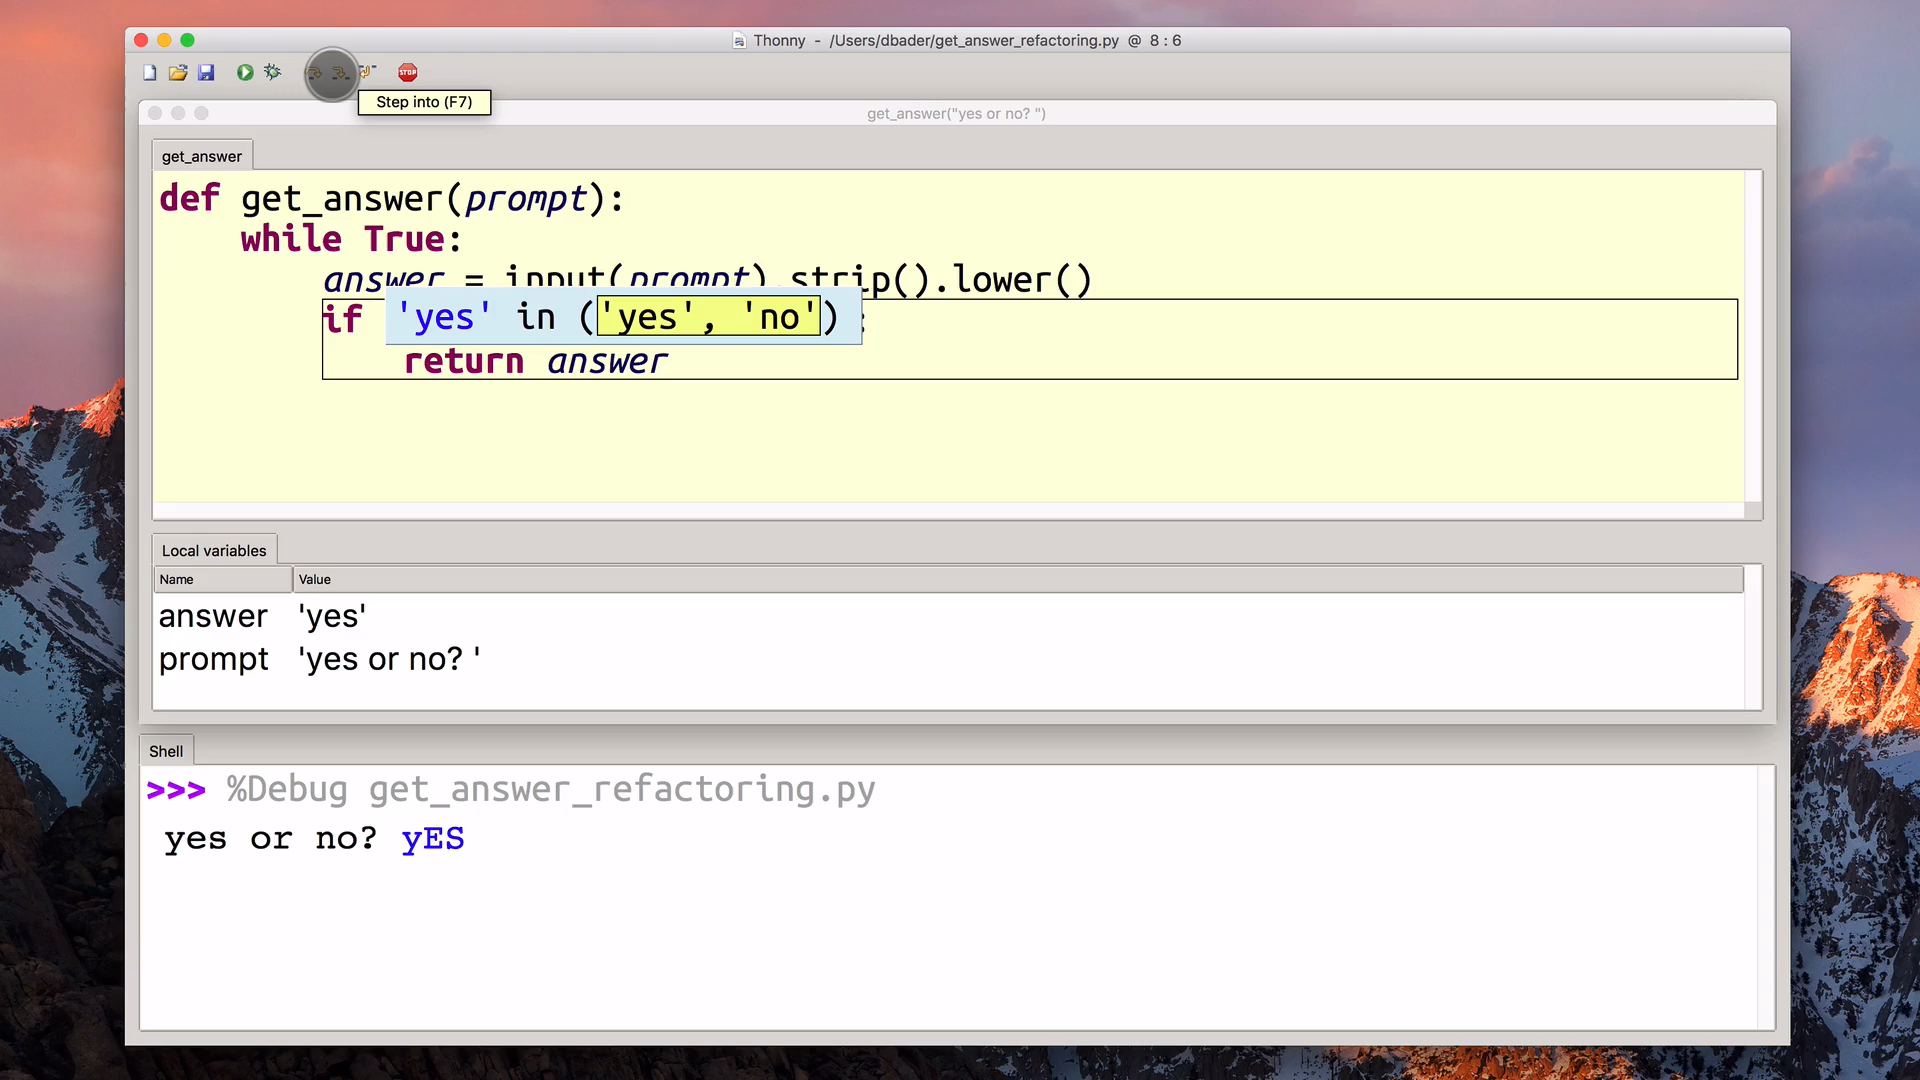 Thonny - /Users/dbader/get_answer_refactoring.py @ 8 : 6
STOP
Step into (F7)
get_answer("yes or no? ")
get_answer
def get_answer(prompt):
while True:
answer = input(prompt).strip().lower()
if 'yes' in ('yes', 'no') :
return answer
Local variables
Name Value
answer 'yes'
prompt 'yes or no? '
Shell
>>> %Debug get_answer_refactoring.py
yes or no? yES